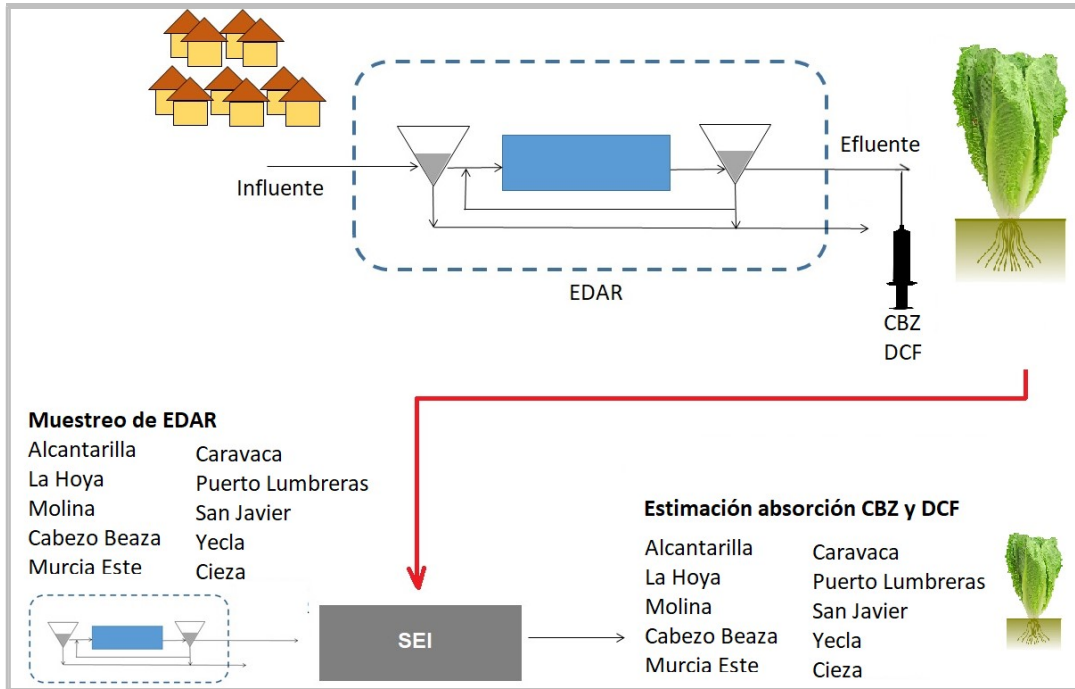 Influente
Efluente
EDAR
CBZ
DCF
Muestreo de EDAR
Alcantarilla
La Hoya
Molina
Cabezo Beaza
Murcia Este
Caravaca
Puerto Lumbreras
San Javier
Yecla
Cieza
SEI
Estimación absorción CBZ y DCF
Alcantarilla
La Hoya
Molina
Cabezo Beaza
Murcia Este
Caravaca
Puerto Lumbreras
San Javier
Yecla
Cieza